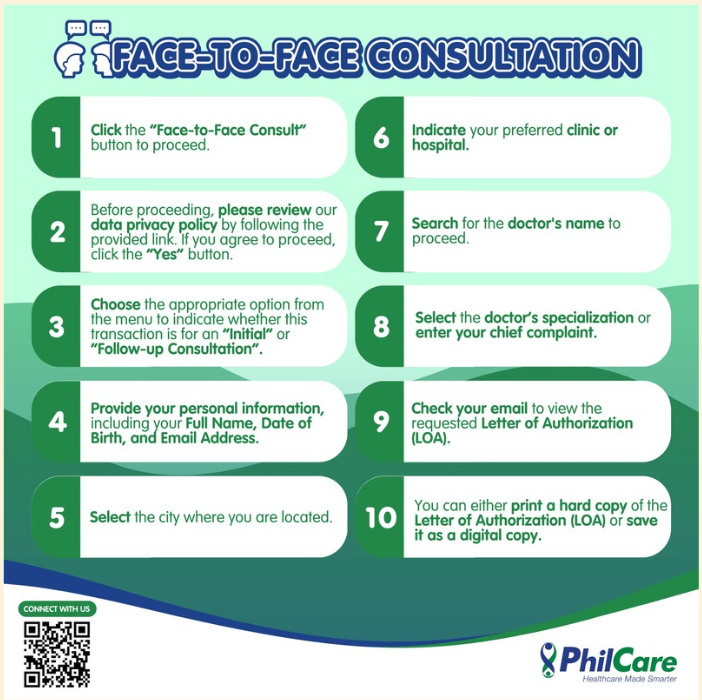 FACE-TO-FACE CONSULTATION
1
Click the "Face-to-Face Consult"
button to proceed.
2
Before proceeding, please review our
data privacy policy by following the
provided link. If you agree to proceed,
click the "Yes" button.
3
Choose the appropriate option from
the menu to indicate whether this
transaction is for an "Initial" or
"Follow-up Consultation".
4
Provide your personal information,
including your Full Name, Date of
Birth, and Email Address.
5
Select the city where you are located.
6
Indicate your preferred clinic or
hospital.
7
Search for the doctor's name to
proceed.
8
Select the doctor's specialization or
enter your chief complaint.
9
Check your email to view the
requested Letter of Authorization
(LOA).
10
You can either print a hard copy of the
Letter of Authorization (LOA) or save
it as a digital copy.
CONNECT WITH US
PhilCare
Healthcare Made Smarter